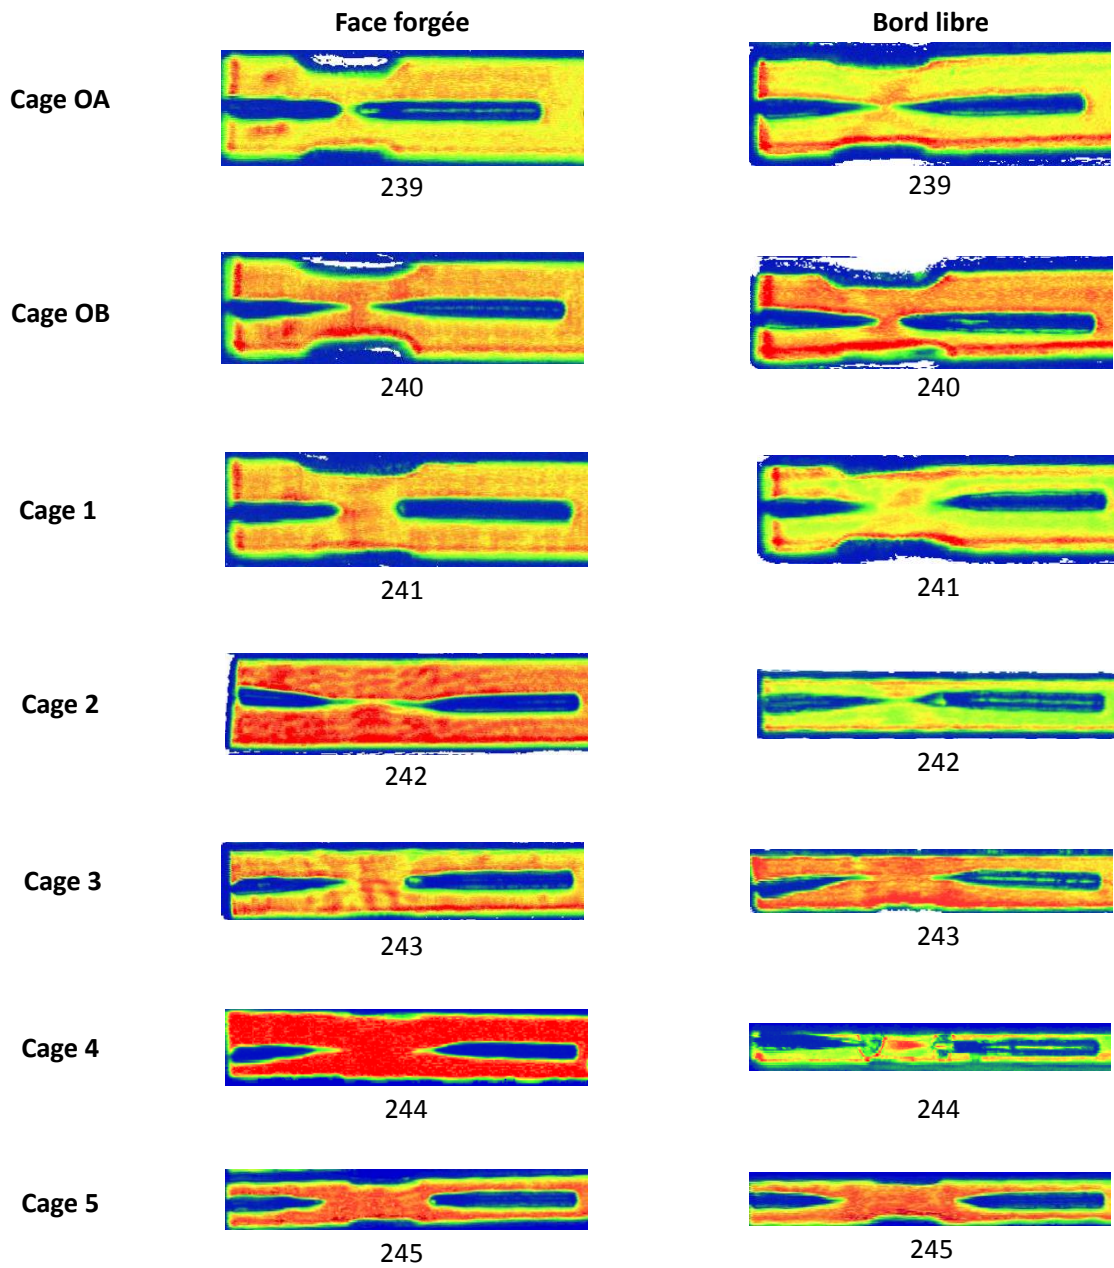 Face forgée Bord libre
Cage OA
239 239
Cage OB
240 240
Cage 1
241 241
Cage 2
242 242
Cage 3
243 243
Cage 4
244 244
Cage 5
245 245